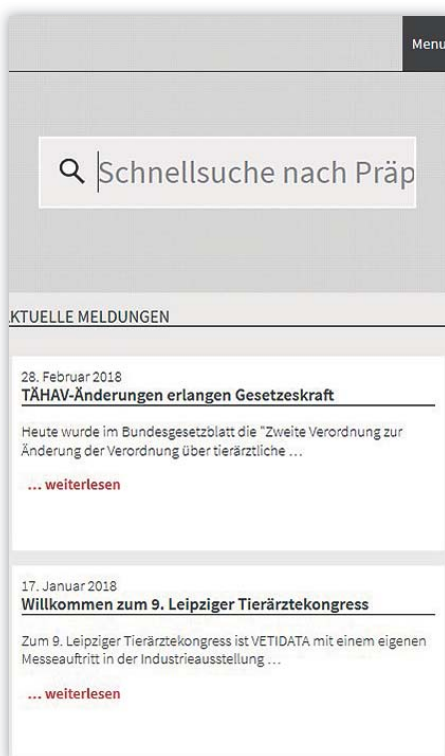 Menu
Schnellsuche nach Präp
KTUELLE MELDUNGEN
28. Februar 2018
TÄHAV-Änderungen erlangen Gesetzeskraft
Heute wurde im Bundesgesetzblatt die "Zweite Verordnung zur
Änderung der Verordnung über tierärztliche ...
... weiterlesen
17. Januar 2018
Willkommen zum 9. Leipziger Tierärztekongress
Zum 9. Leipziger Tierärztekongress ist VETIDATA mit einem eigenen
Messeauftritt in der Industrieausstellung ...
... weiterlesen